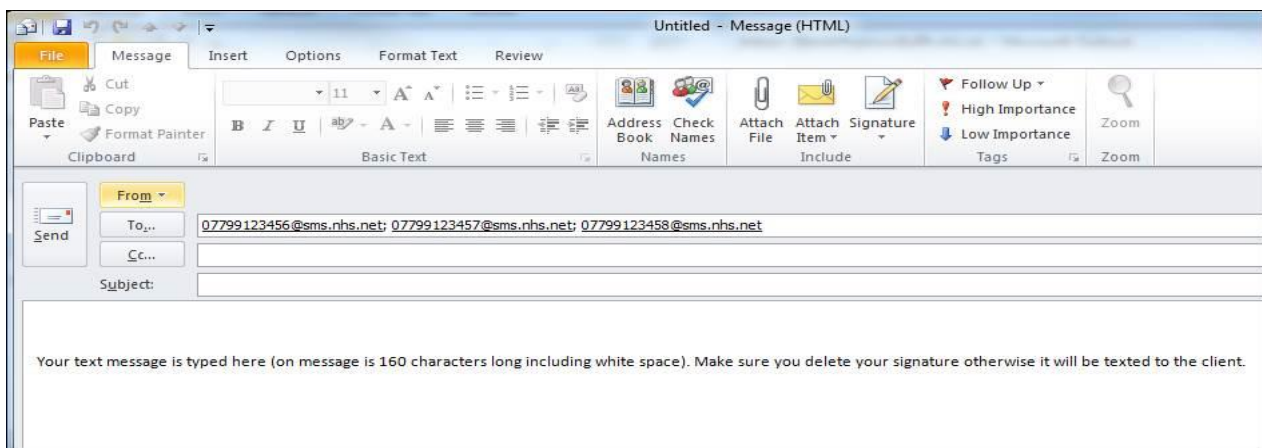 Untitled - Message (HTML)
File Message Insert Options Format Text Review
Paste
Cut
Copy
Format Painter
Clipboard
11
B I U
Basic Text
Address Book
Check Names
Names
Attach File
Attach Item
Signature
Include
Follow Up
High Importance
Low Importance
Tags
Zoom
Zoom
Send
From
To... 07799123456@sms.nhs.net; 07799123457@sms.nhs.net; 07799123458@sms.nhs.net
Cc...
Subject:
Your text message is typed here (on message is 160 characters long including white space). Make sure you delete your signature otherwise it will be texted to the client.